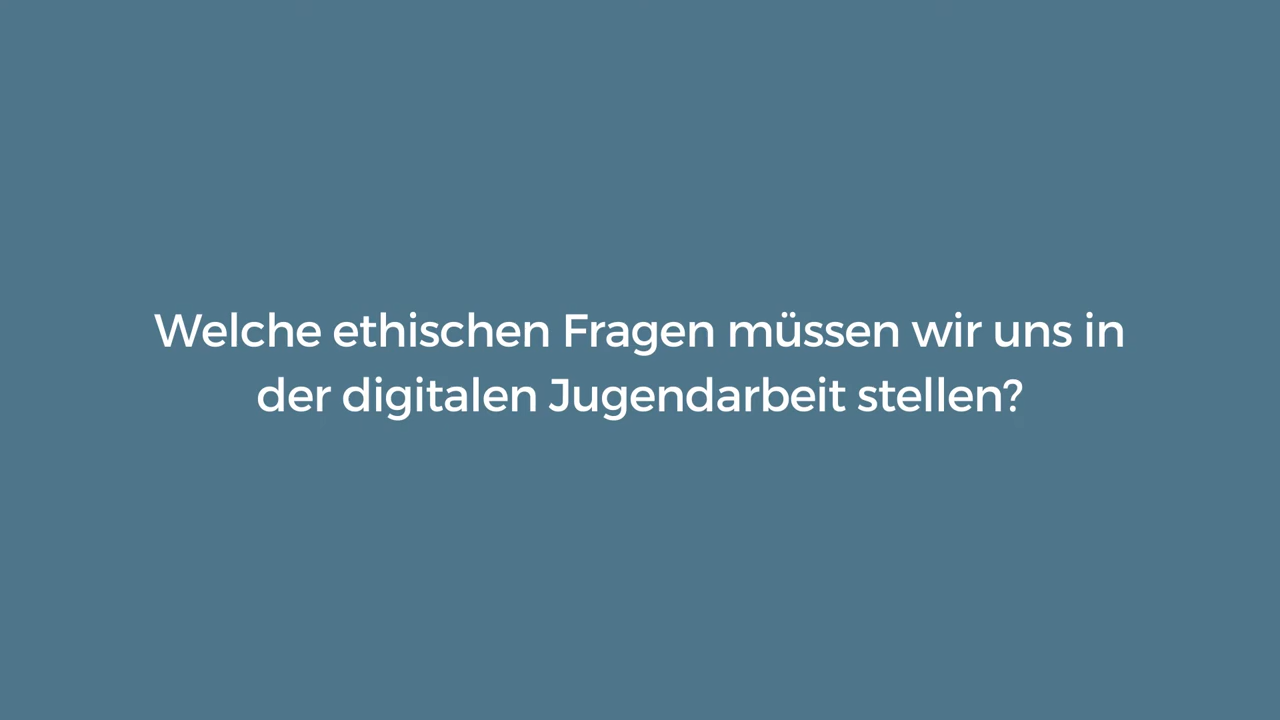 Welche ethischen Fragen müssen wir uns in
der digitalen Jugendarbeit stellen?